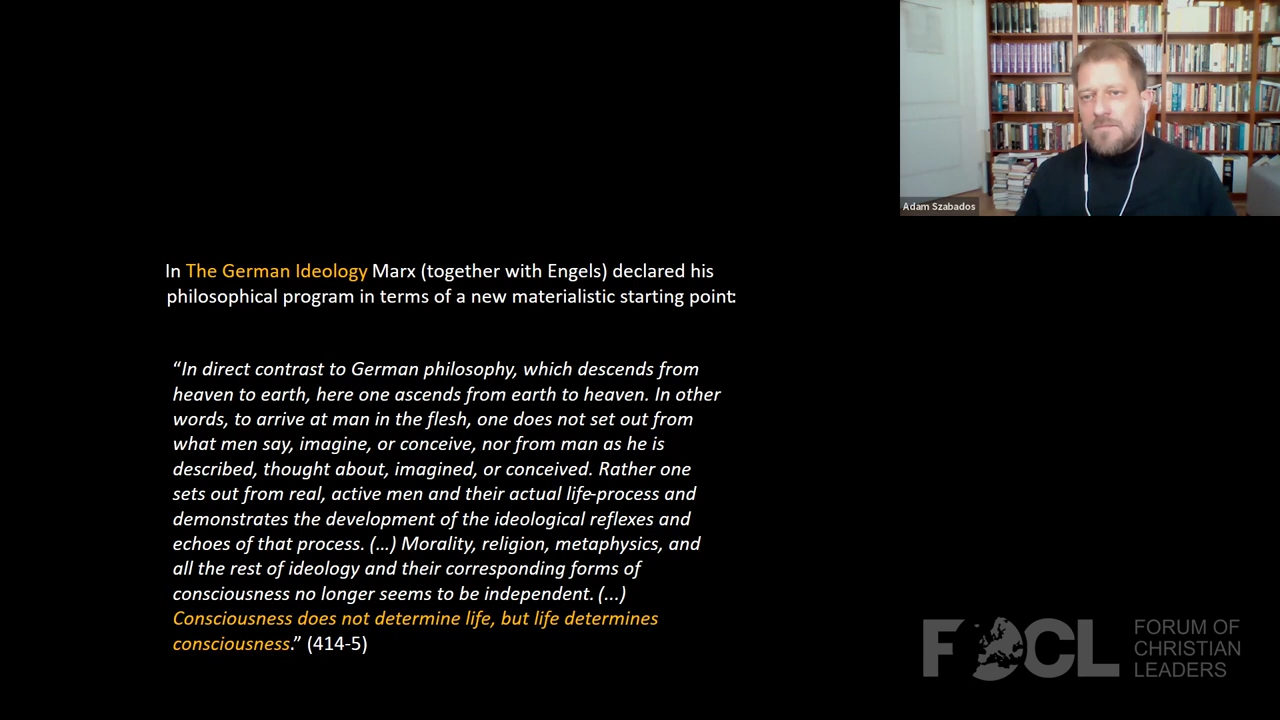 Adam Szabados
In The German Ideology Marx (together with Engels) declared his
philosophical program in terms of a new materialistic starting point:
“In direct contrast to German philosophy, which descends from
heaven to earth, here one ascends from earth to heaven. In other
words, to arrive at man in the flesh, one does not set out from
what men say, imagine, or conceive, nor from man as he is
described, thought about, imagined, or conceived. Rather one
sets out from real, active men and their actual life-process and
demonstrates the development of the ideological reflexes and
echoes of that process. (…) Morality, religion, metaphysics, and
all the rest of ideology and their corresponding forms of
consciousness no longer seems to be independent. (...)
Consciousness does not determine life, but life determines
consciousness.” (414-5)
FOCL
FORUM OF
CHRISTIAN
LEADERS